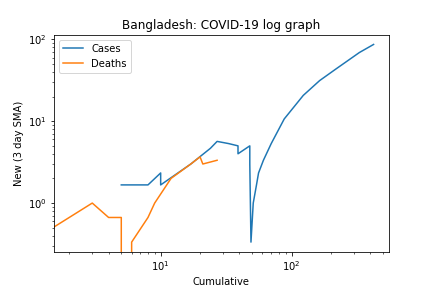 Bangladesh: COVID-19 log graph
Cases
Deaths
10²
10¹
10⁰
New (3 day SMA)
10¹
10²
Cumulative